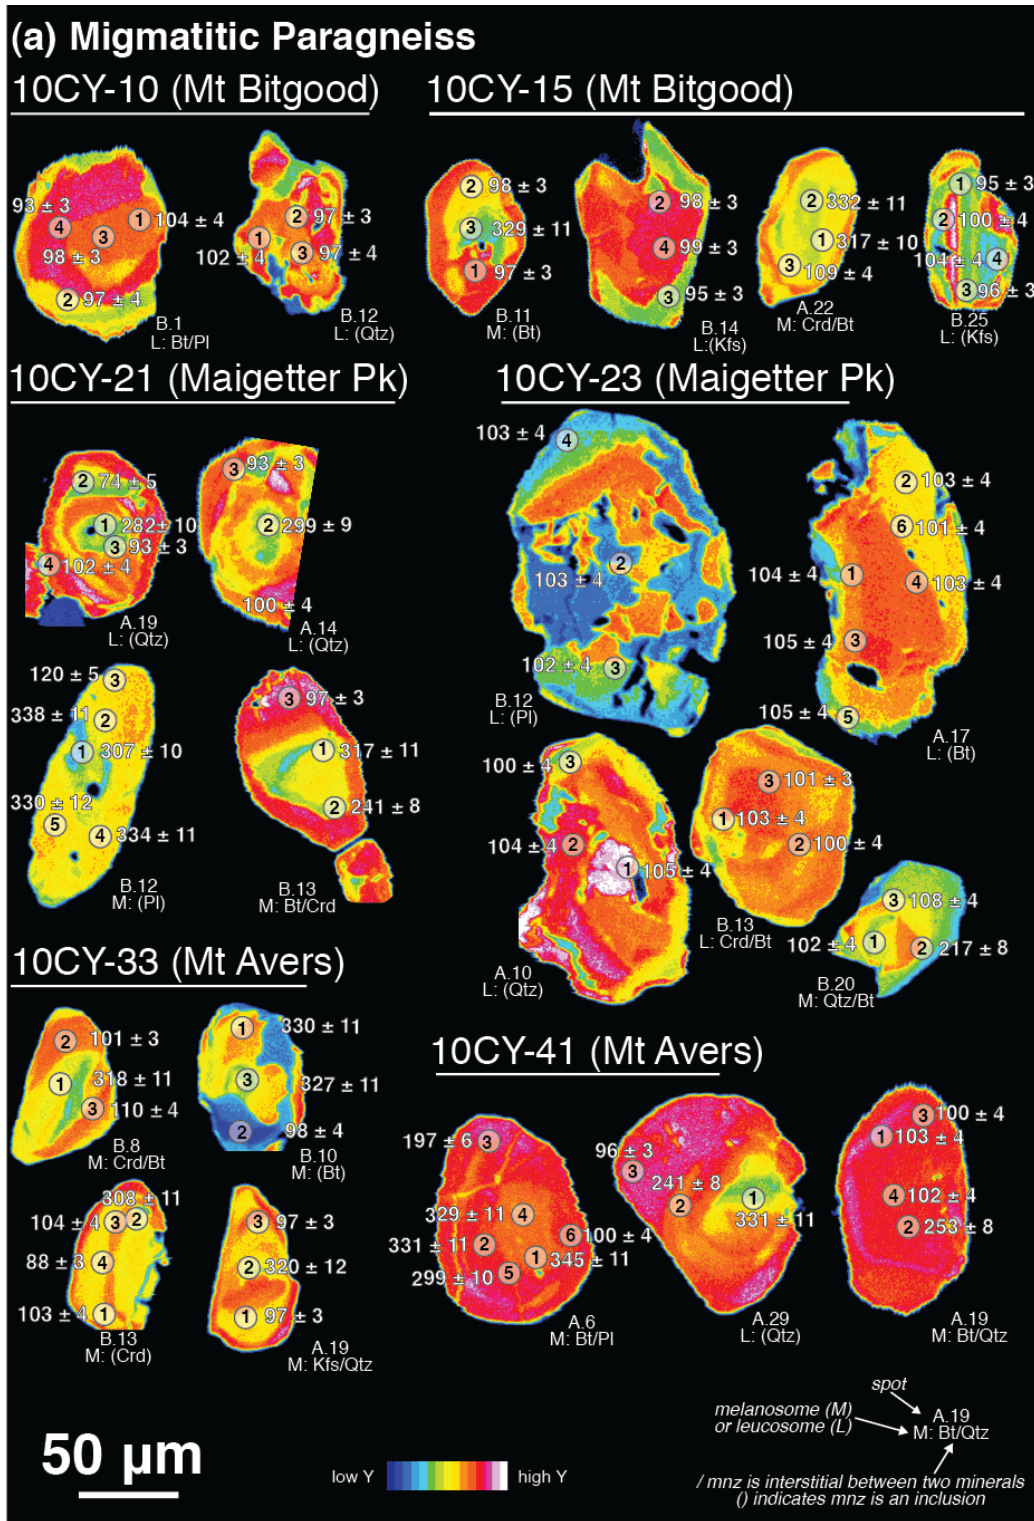 (a) Migmatitic Paragneiss
10CY-10 (Mt Bitgood)
93 ± 3
4
3
1
104 ± 4
98 ± 3
2
97 ± 4
B.1
L: Bt/Pl
2
97 ± 3
1
102 ± 4
3
97 ± 4
B.12
L: (Qtz)
10CY-15 (Mt Bitgood)
2
98 ± 3
3
329 ± 11
1
97 ± 3
B.11
M: (Bt)
2
98 ± 3
4
99 ± 3
3
95 ± 3
B.14
L:(Kfs)
2
332 ± 11
1
317 ± 10
3
109 ± 4
A.22
M: Crd/Bt
1
95 ± 3
2
100 ± 4
104 ± 4
4
3
96 ± 3
B.25
L: (Kfs)
10CY-21 (Maigetter Pk)
2
74 ± 5
1
282± 10
3
93 ± 3
4
102 ± 4
A.19
L: (Qtz)
3
93 ± 3
2
299 ± 9
100 ± 4
A.14
L: (Qtz)
120 ± 5
3
338 ± 11
2
1
307 ± 10
330 ± 12
5
4
334 ± 11
B.12
M: (Pl)
3
97 ± 3
1
317 ± 11
2
241 ± 8
B.13
M: Bt/Crd
10CY-23 (Maigetter Pk)
103 ± 4
4
2
103 ± 4
102 ± 4
3
B.12
L: (Pl)
2
103 ± 4
6
101 ± 4
104 ± 4
1
4
103 ± 4
105 ± 4
3
105 ± 4
5
A.17
L: (Bt)
100 ± 4
3
104 ± 4
2
1
105 ± 4
A.10
L: (Qtz)
3
101 ± 3
1
103 ± 4
2
100 ± 4
B.13
L: Crd/Bt
3
108 ± 4
102 ± 4
1
2
217 ± 8
B.20
M: Qtz/Bt
10CY-33 (Mt Avers)
2
101 ± 3
1
318 ± 11
3
110 ± 4
B.8
M: Crd/Bt
1
330 ± 11
3
327 ± 11
2
98 ± 4
B.10
M: (Bt)
308 ± 11
104 ± 4
3
2
88 ± 3
4
103 ± 4
1
B.13
M: (Crd)
3
97 ± 3
2
320 ± 12
1
97 ± 3
A.19
M: Kfs/Qtz
10CY-41 (Mt Avers)
197 ± 6
3
329 ± 11
4
331 ± 11
2
6
100 ± 4
1
345 ± 11
299 ± 10
5
A.6
M: Bt/Pl
96 ± 3
3
241 ± 8
2
1
331 ± 11
A.29
L: (Qtz)
3
100 ± 4
1
103 ± 4
4
102 ± 4
2
253 ± 8
A.19
M: Bt/Qtz
50 µm
low Y
high Y
spot
melanosome (M)
or leucosome (L)
A.19
M: Bt/Qtz
/ mnz is interstitial between two minerals
() indicates mnz is an inclusion